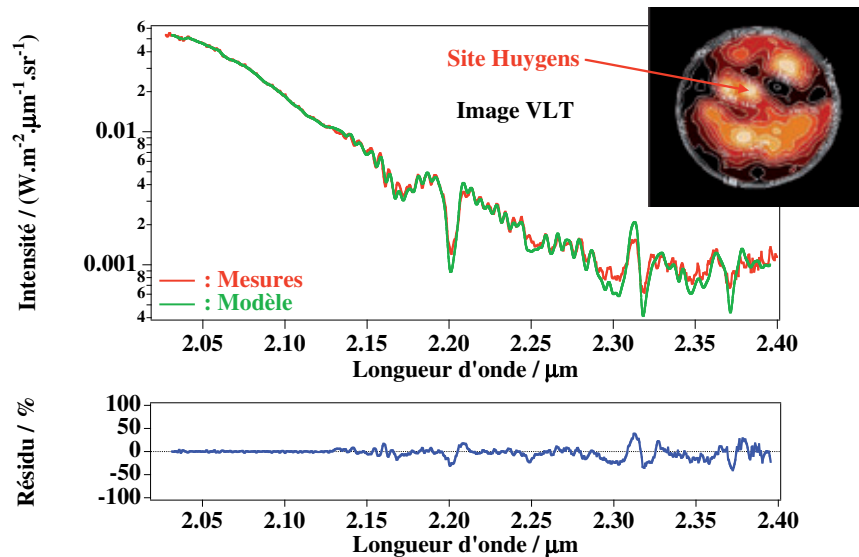 6
4
2
0.01
8
6
4
2
0.001
8
6
4
Intensité / (W.m-2.μm-1.sr-1)
Site Huygens
Image VLT
: Mesures
: Modèle
2.05 2.10 2.15 2.20 2.25 2.30 2.35 2.40
Longueur d'onde / μm
Résidu / %
100
50
0
-50
-100
2.05 2.10 2.15 2.20 2.25 2.30 2.35 2.40
Longueur d'onde / μm